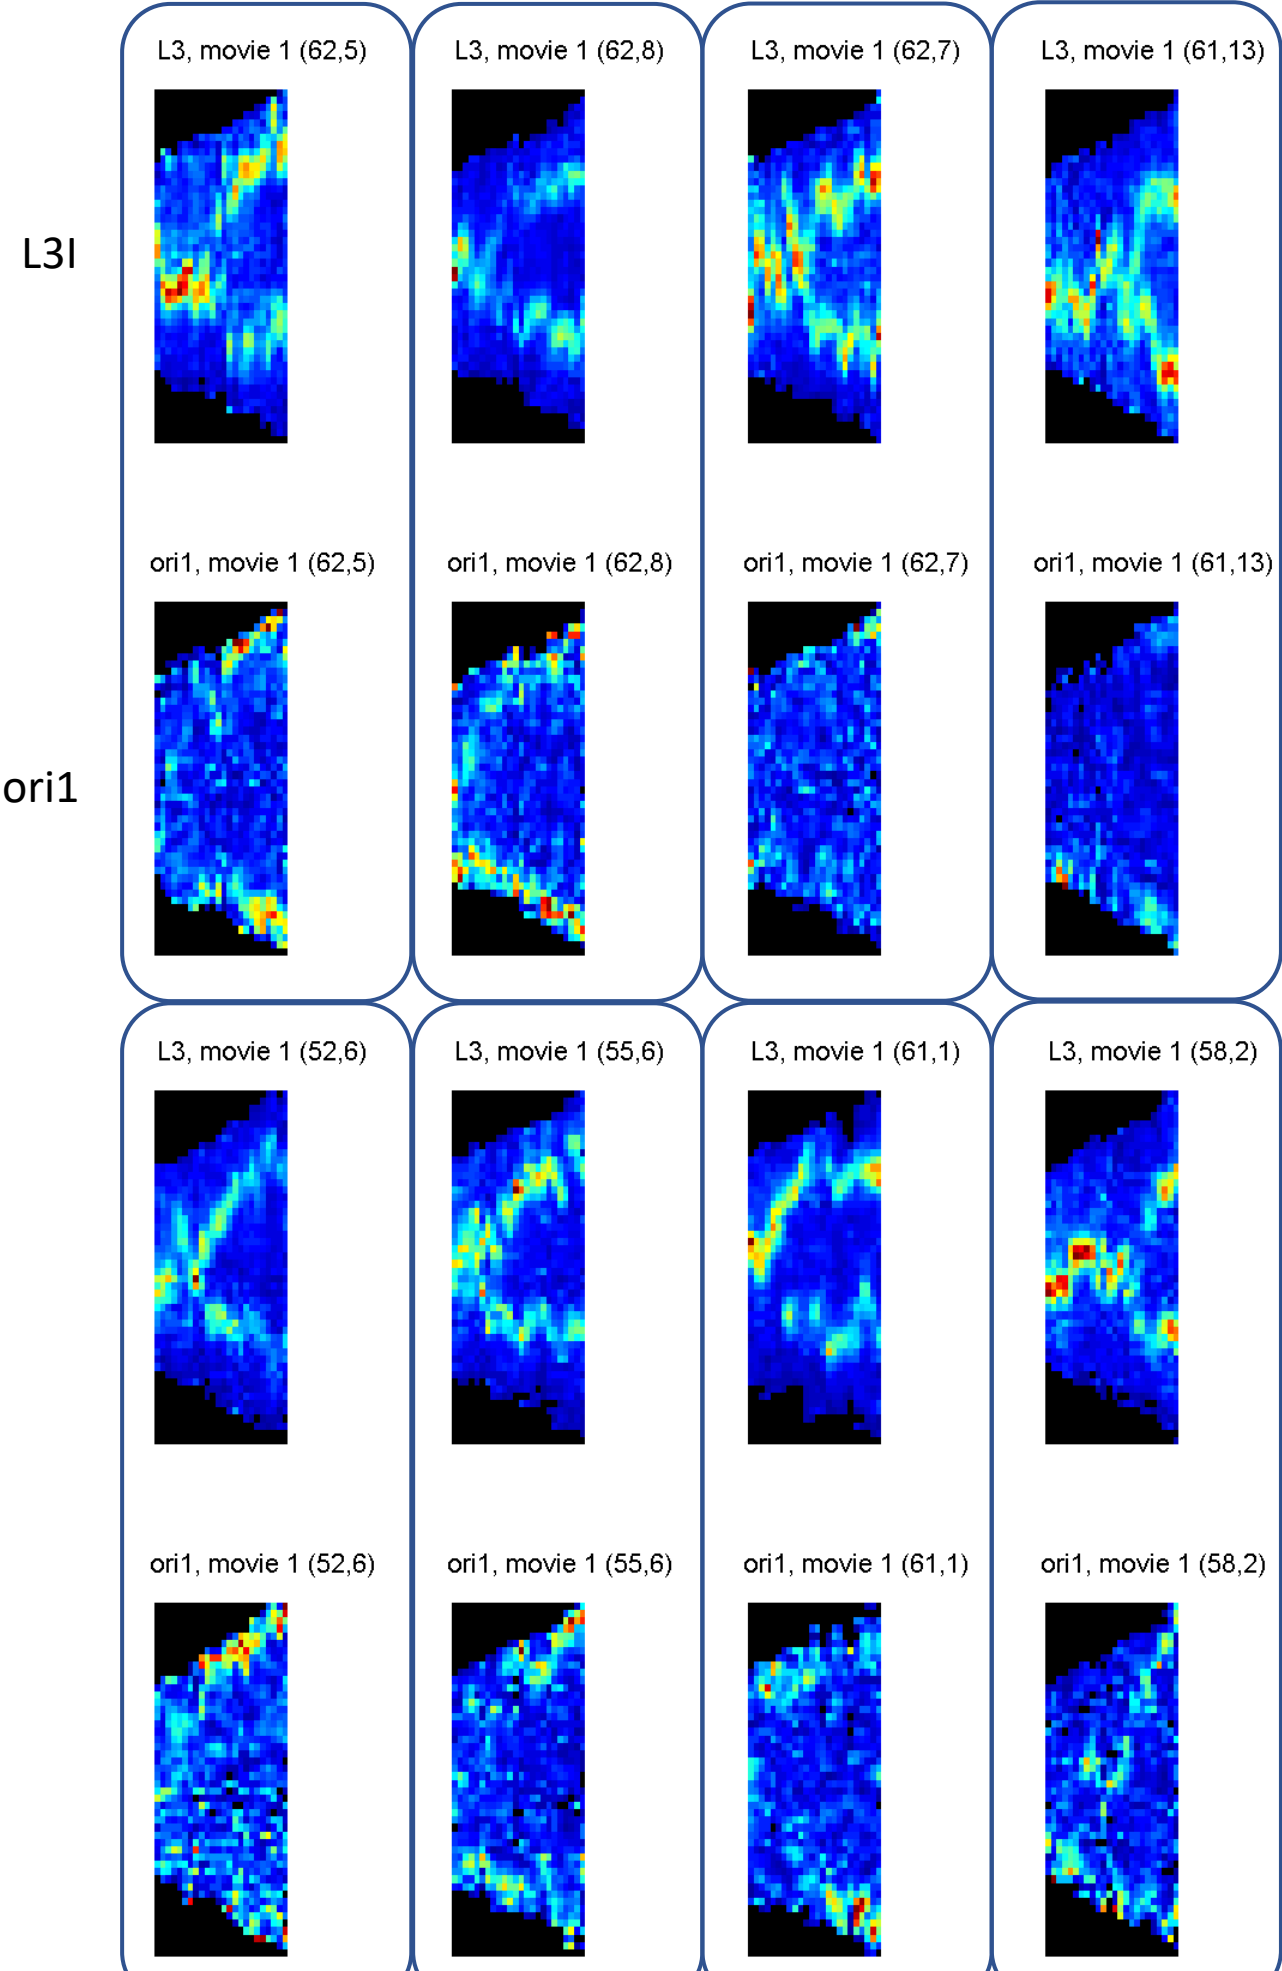 L3, movie 1 (62,5)
L3, movie 1 (62,8)
L3, movie 1 (62,7)
L3, movie 1 (61,13)
L3I
ori1, movie 1 (62,5)
ori1, movie 1 (62,8)
ori1, movie 1 (62,7)
ori1, movie 1 (61,13)
ori1
L3, movie 1 (52,6)
L3, movie 1 (55,6)
L3, movie 1 (61,1)
L3, movie 1 (58,2)
ori1, movie 1 (52,6)
ori1, movie 1 (55,6)
ori1, movie 1 (61,1)
ori1, movie 1 (58,2)